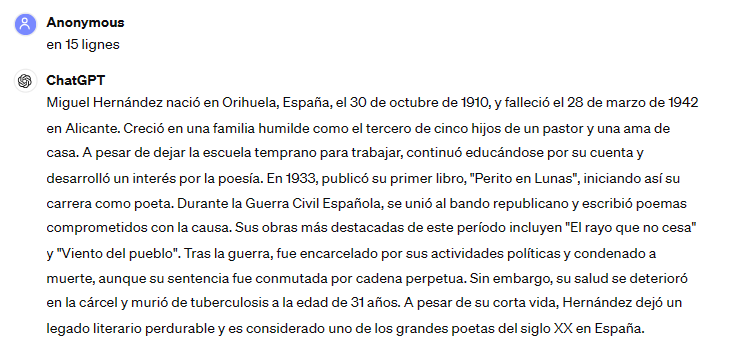 Anonymous
en 15 lignes
ChatGPT
Miguel Hernández nació en Orihuela, España, el 30 de octubre de 1910, y falleció el 28 de marzo de 1942
en Alicante. Creció en una familia humilde como el tercero de cinco hijos de un pastor y una ama de
casa. A pesar de dejar la escuela temprano para trabajar, continuó educándose por su cuenta y
desarrolló un interés por la poesía. En 1933, publicó su primer libro, "Perito en Lunas", iniciando así su
carrera como poeta. Durante la Guerra Civil Española, se unió al bando republicano y escribió poemas
comprometidos con la causa. Sus obras más destacadas de este período incluyen "El rayo que no cesa"
y "Viento del pueblo". Tras la guerra, fue encarcelado por sus actividades políticas y condenado a
muerte, aunque su sentencia fue conmutada por cadena perpetua. Sin embargo, su salud se deterioró
en la cárcel y murió de tuberculosis a la edad de 31 años. A pesar de su corta vida, Hernández dejó un
legado literario perdurable y es considerado uno de los grandes poetas del siglo XX en España.